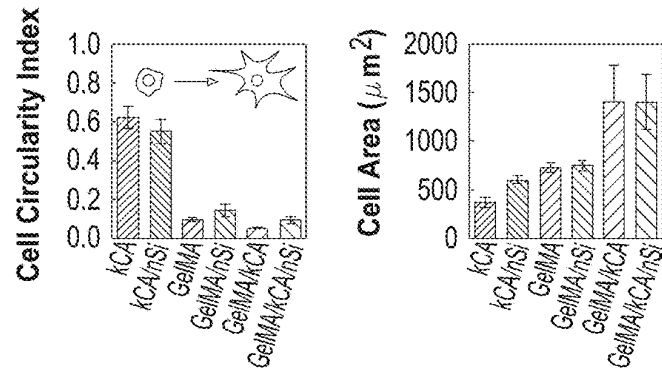 Cell Circularity Index
1.0
0.8
0.6
0.4
0.2
0.0
kCA
kCA/nSi
GelMA
GelMA/nSi
GelMA/kCA
GelMA/kCA/nSi
Cell Area (μm²)
2000
1500
1000
500
0
kCA
kCA/nSi
GelMA
GelMA/nSi
GelMA/kCA
GelMA/kCA/nSi